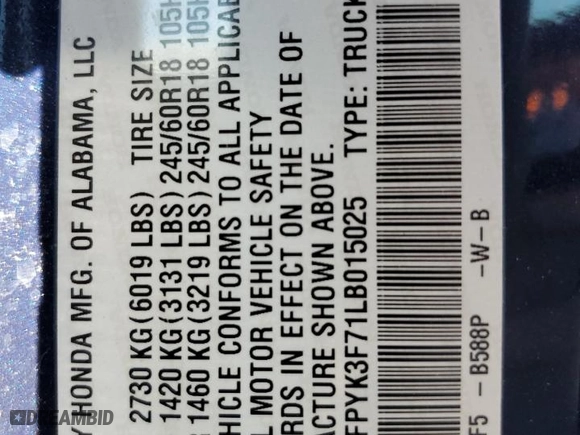 Y HONDA MFG. OF ALABAMA, LLC
2730 KG(6019 LBS) TIRE SIZE
1420 KG(3131 LBS)245/60R18 105H
1460 KG(3219 LBS)245/60R18 105H
HICLE CONFORMS TO ALL APPLICAB
L MOTOR VEHICLE SAFETY
RDS IN EFFECT ON THE DATE OF
ACTURE SHOWN ABOVE.
FPYK3F71LB015025 TYPE: TRUCK
F5 - B588P -W-B
DREAMBID